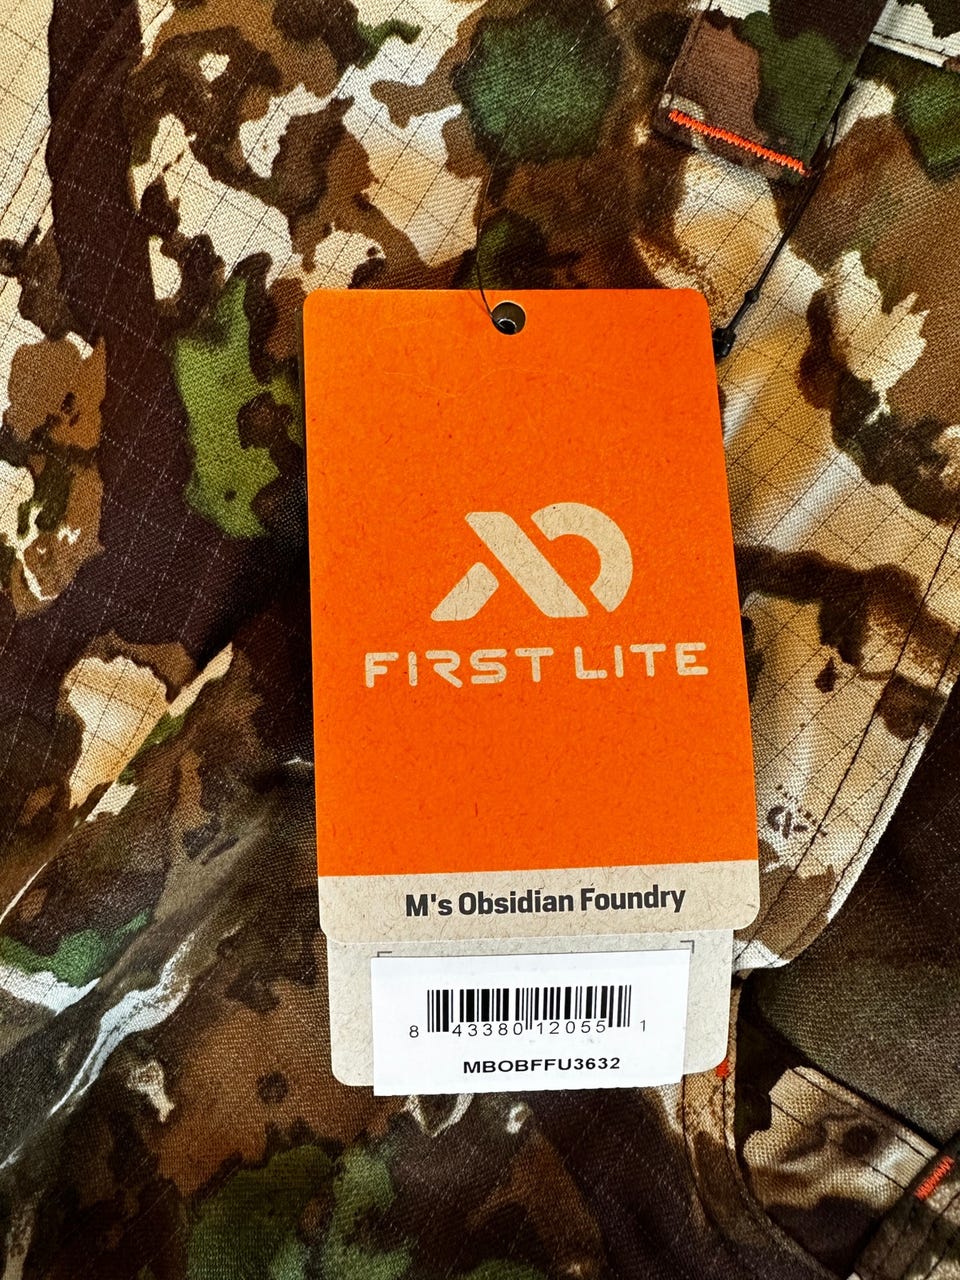 FIRST LITE
M's Obsidian Foundry
8 43380 12055 1
MBOBFFU3632